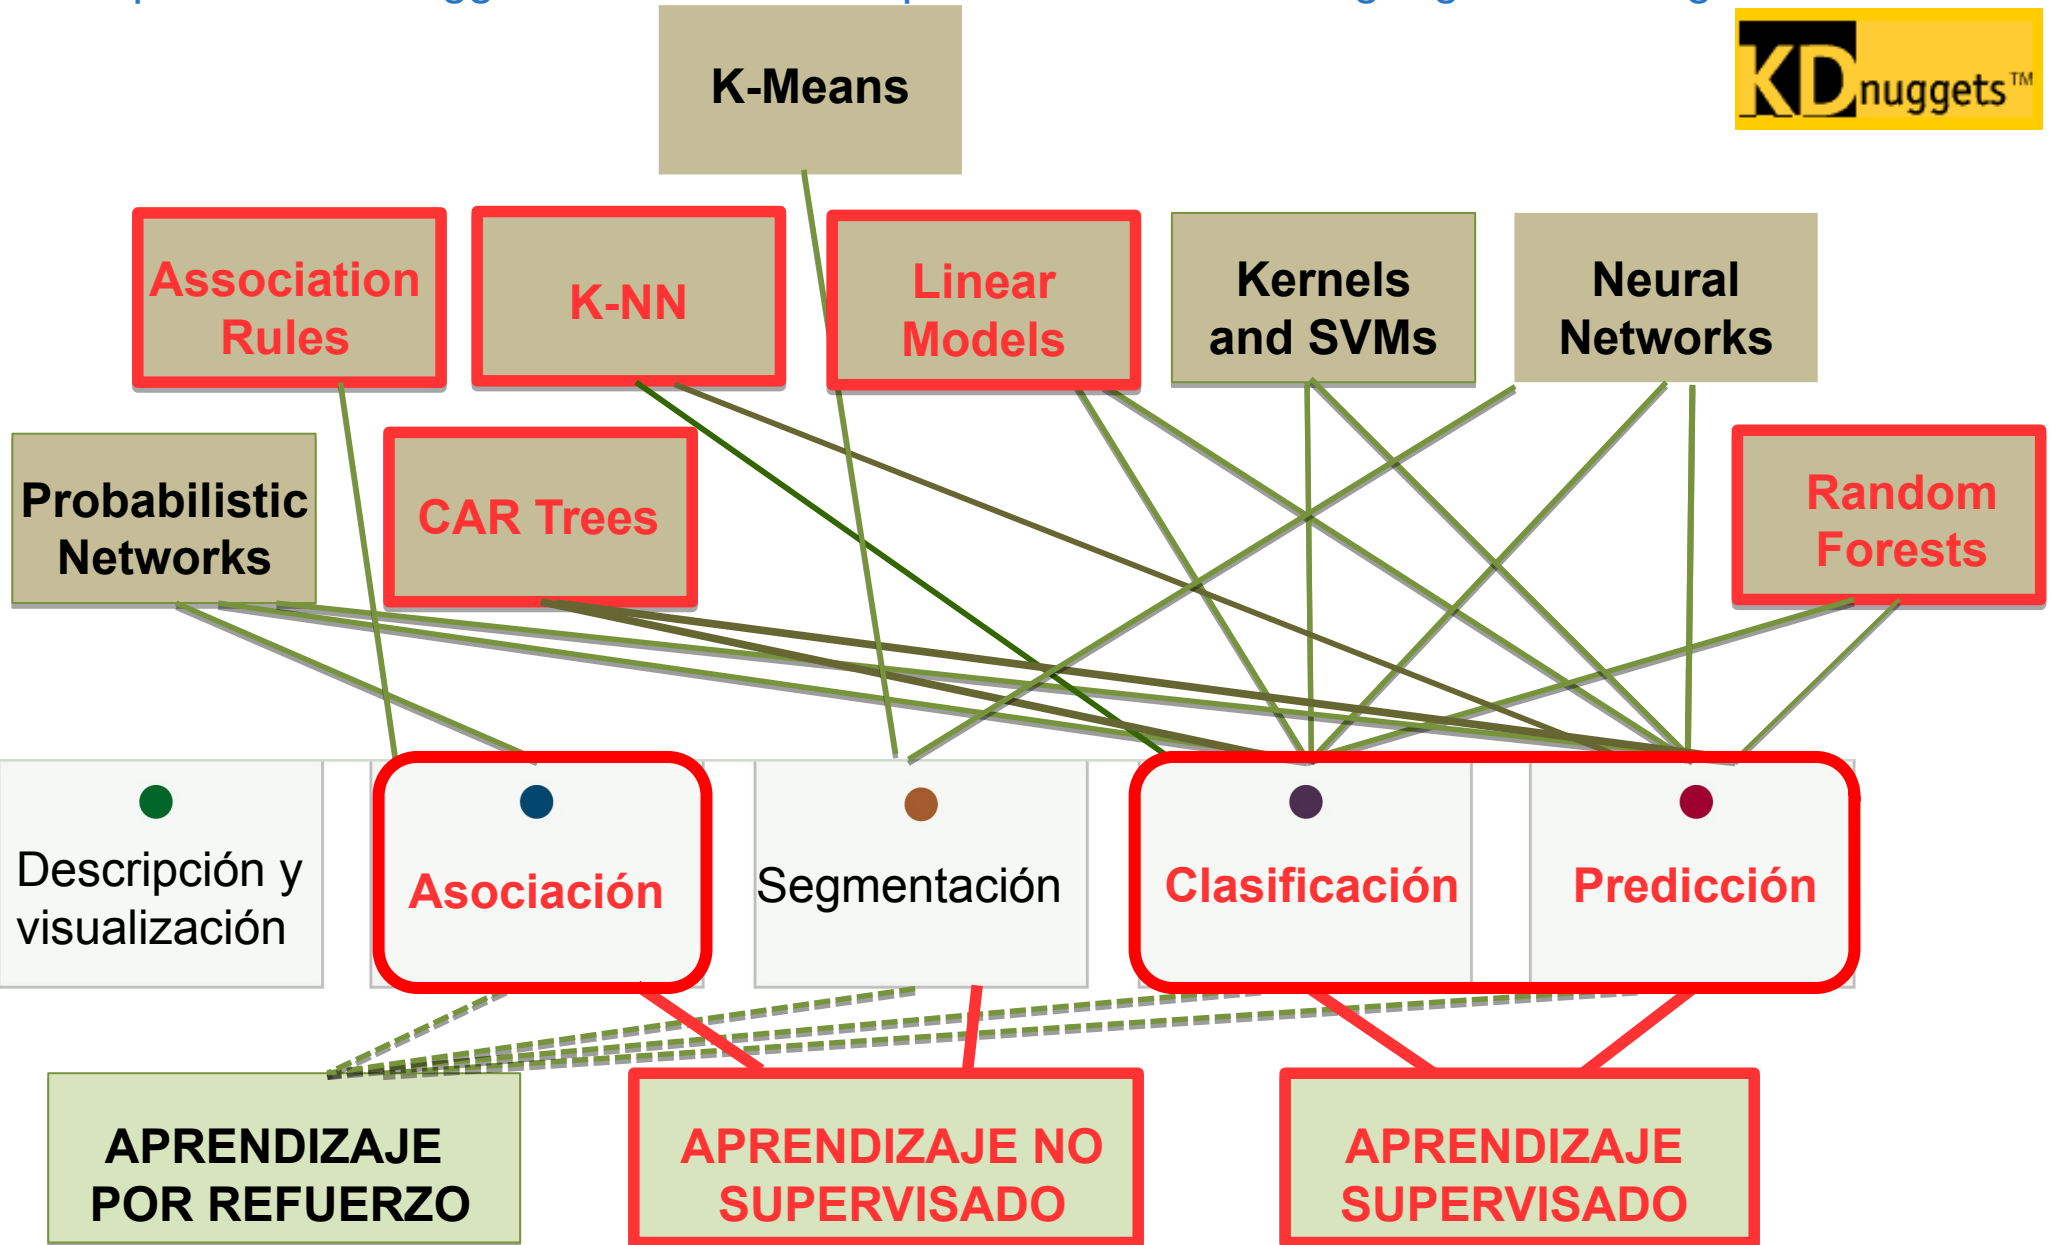 K-Means
KDnuggets™
Association
Rules
K-NN
Linear
Models
Kernels
and SVMs
Neural
Networks
Probabilistic
Networks
CAR Trees
Random
Forests
Descripción y
visualización
Asociación
Segmentación
Clasificación
Predicción
APRENDIZAJE
POR REFUERZO
APRENDIZAJE NO
SUPERVISADO
APRENDIZAJE
SUPERVISADO